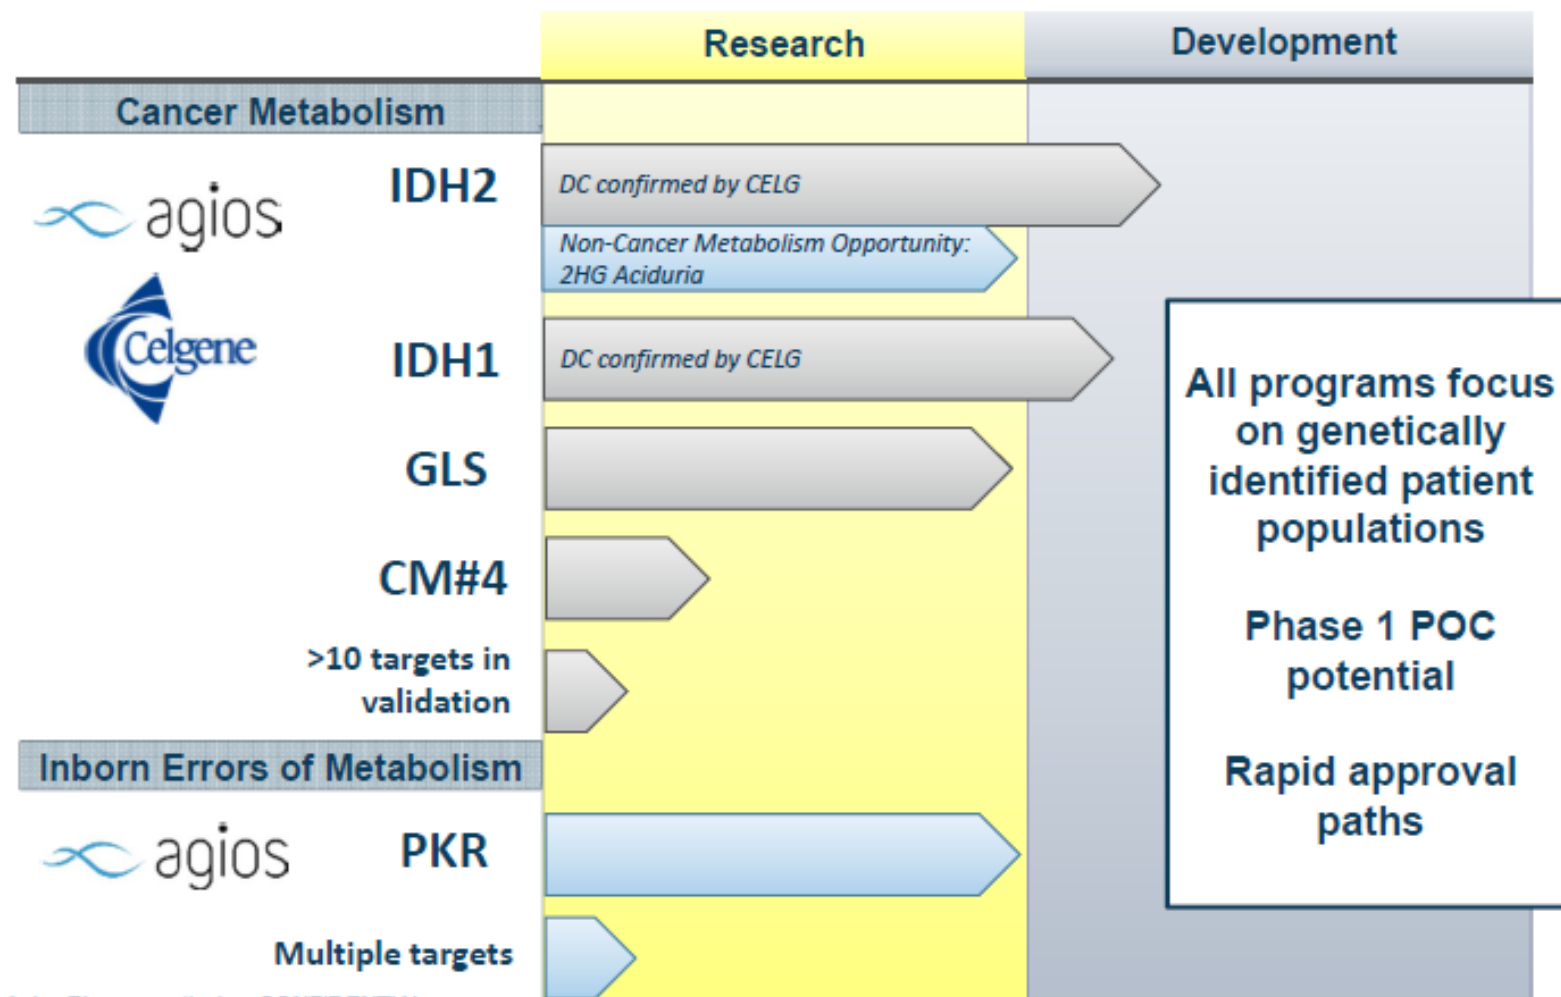 Research
Development
Cancer Metabolism
agios
IDH2
DC confirmed by CELG
Non-Cancer Metabolism Opportunity:
2HG Aciduria
Celgene
IDH1
DC confirmed by CELG
GLS
CM#4
>10 targets in
validation
All programs focus
on genetically
identified patient
populations
Phase 1 POC
potential
Rapid approval
paths
Inborn Errors of Metabolism
agios
PKR
Multiple targets